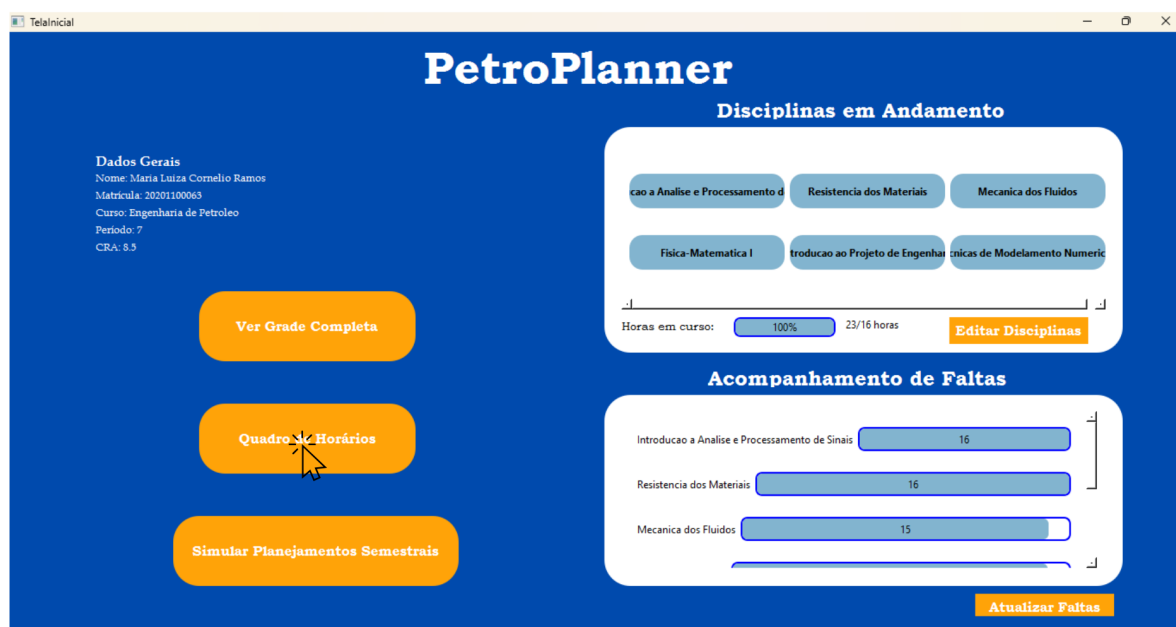 TelaInicial
PetroPlanner
Dados Gerais
Nome: Maria Luiza Cornelio Ramos
Matrícula: 20201100063
Curso: Engenharia de Petroleo
Período: 7
CRA: 8.5
Ver Grade Completa
Quadro de Horários
Simular Planejamentos Semestrais
Disciplinas em Andamento
cao a Analise e Processamento d
Resistencia dos Materiais
Mecanica dos Fluidos
Fisica-Matematica I
troducao ao Projeto de Engenhar
cnicas de Modelamento Numeric
Horas em curso:
100%
23/16 horas
Editar Disciplinas
Acompanhamento de Faltas
Introducao a Analise e Processamento de Sinais
16
Resistencia dos Materiais
16
Mecanica dos Fluidos
15
Atualizar Faltas